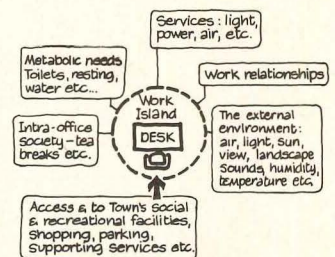 Services: light,
power, air, etc.
Metabolic needs
Toilets, resting,
water etc...
Work relationships
Work
Island
DESK
Intra-office
society - tea
breaks etc.
The external
environment:
air, light, sun,
view, landscape
sounds, humidity,
temperature etc,
Access & to Town's social
& recreational facilities,
shopping, parking,
supporting services etc.